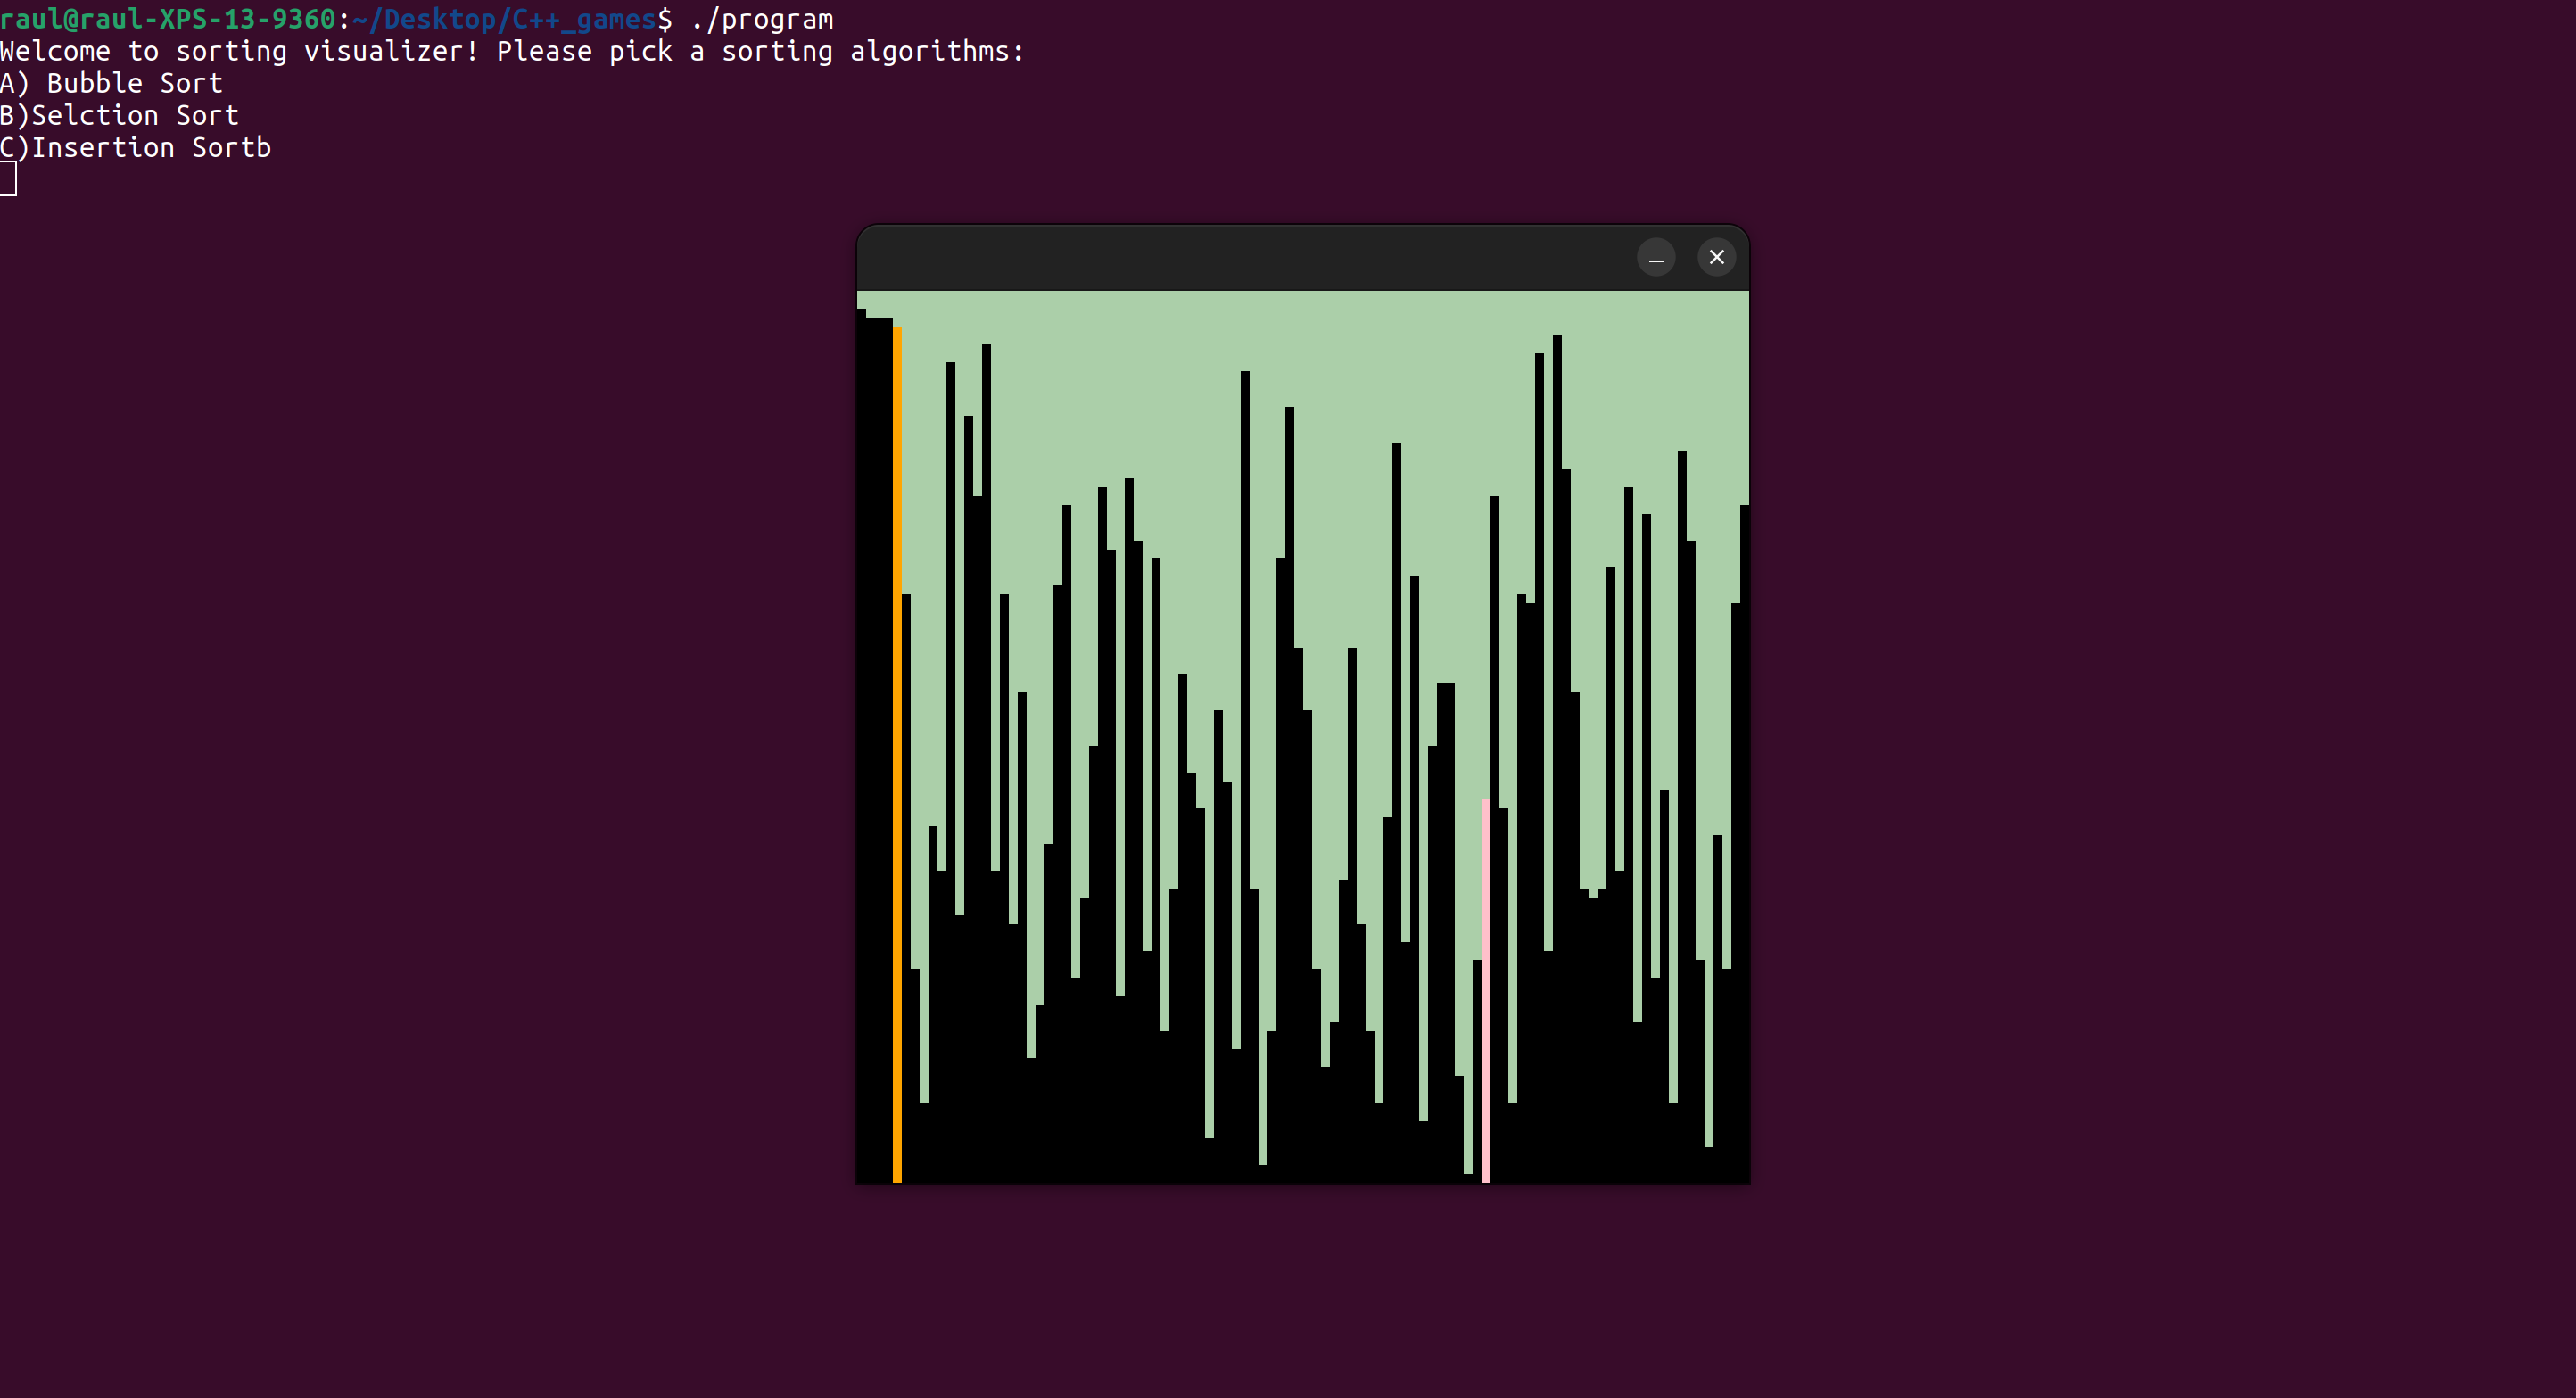 raul@raul-XPS-13-9360:~/Desktop/C++_games$ ./program
Welcome to sorting visualizer! Please pick a sorting algorithms:
A) Bubble Sort
B)Selction Sort
C)Insertion Sortb